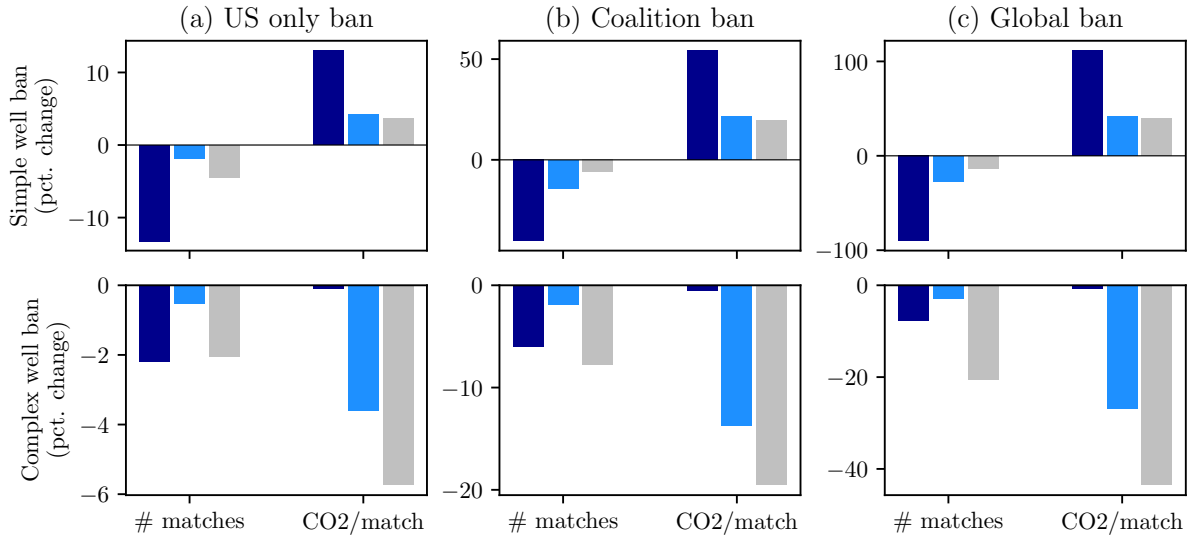 (a) US only ban
(b) Coalition ban
(c) Global ban
Simple well ban
(pct. change)
10
0
−10
50
0
100
0
−100
Complex well ban
(pct. change)
0
−2
−4
−6
0
−10
−20
0
−20
−40
# matches
CO2/match
# matches
CO2/match
# matches
CO2/match